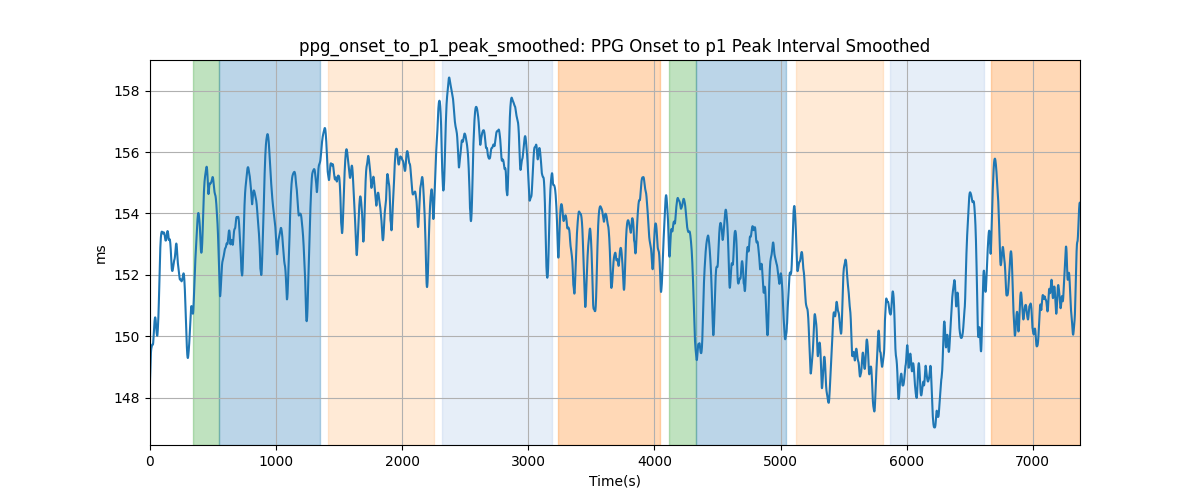 ppg_onset_to_p1_peak_smoothed: PPG Onset to p1 Peak Interval Smoothed
158
156
154
152
150
148
ms
0 1000 2000 3000 4000 5000 6000 7000
Time(s)